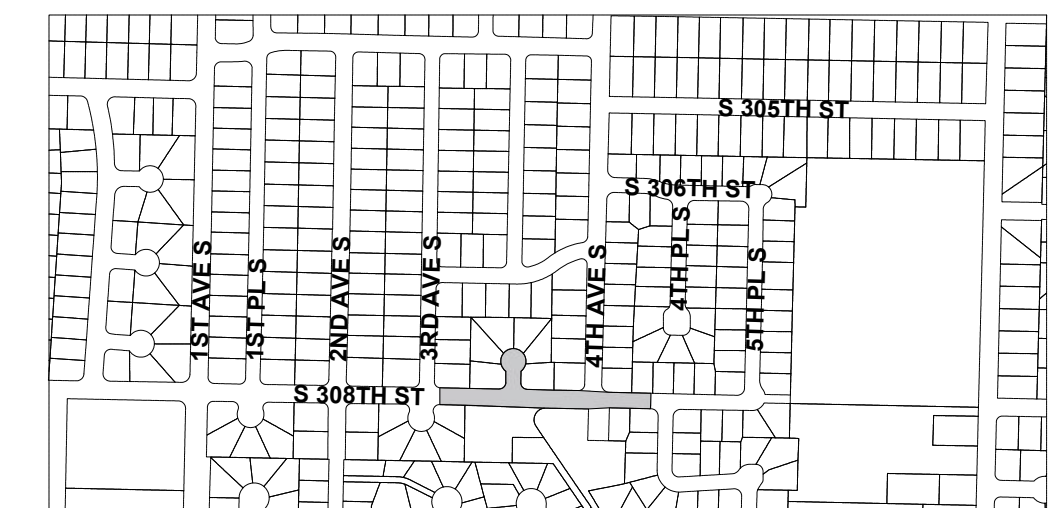 S 305TH ST
S 306TH ST
1ST AVE S
1ST PL S
2ND AVE S
3RD AVE S
4TH AVE S
4TH PL S
5TH PL S
S 308TH ST